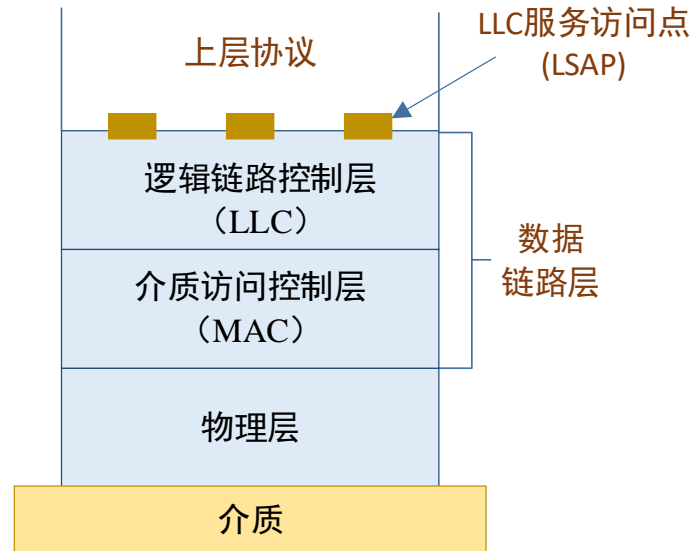 LLC服务访问点
(LSAP)
上层协议
逻辑链路控制层
（LLC）
数据
链路层
介质访问控制层
（MAC）
物理层
介质